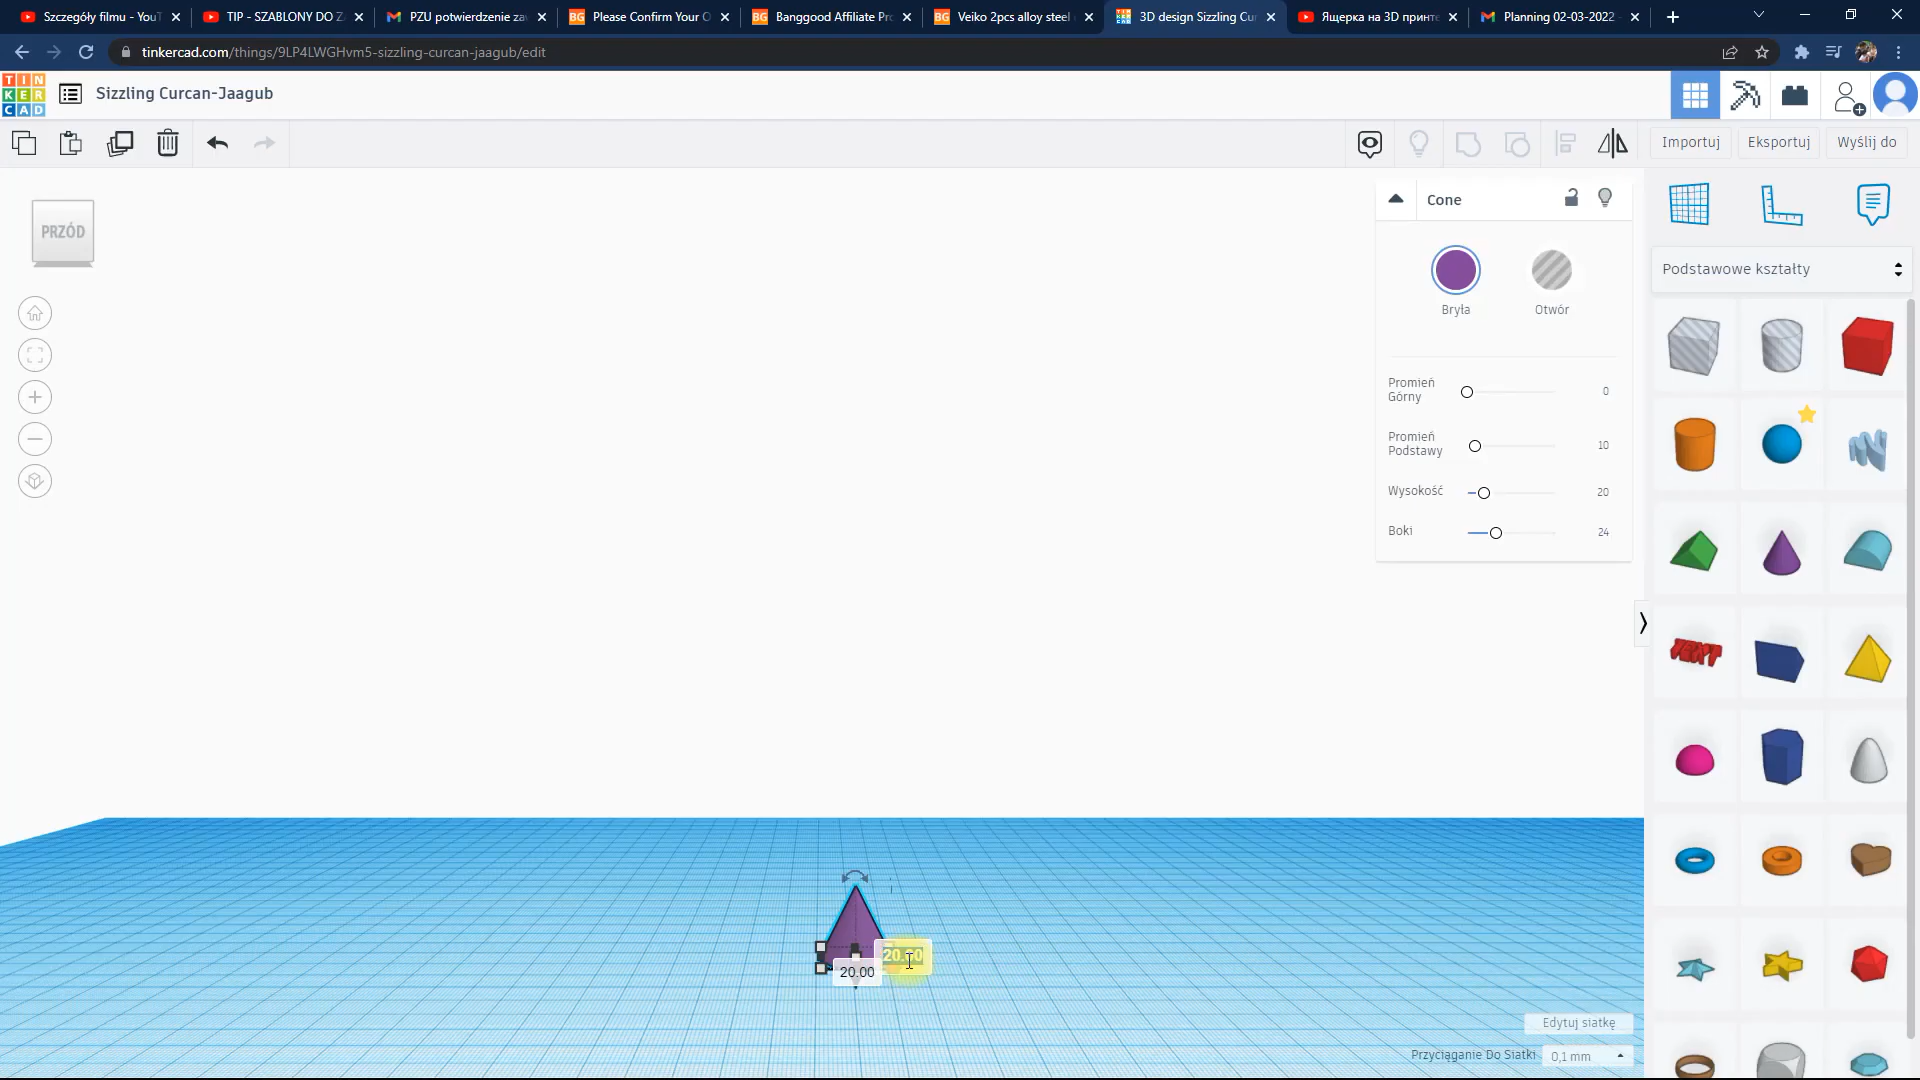 Szczegóły filmu - YouT
TIP - SZABLONY DO Z
PZU potwierdzenie za
Please Confirm Your O
Banggood Affiliate Pr
Veiko 2pcs alloy steel
3D design Sizzling Cu
Ящерка на 3D принте
Planning 02-03-2022 -
tinkercad.com/things/9LP4LWGHvm5-sizzling-curcan-jaagub/edit
TIN
KER
CAD
Sizzling Curcan-Jaagub
Importuj
Eksportuj
Wyślij do
PRZÓD
Cone
Bryła
Otwór
Promień
Górny
0
Promień
Podstawy
10
Wysokość
20
Boki
24
Podstawowe kształty
TEXT
20.00
Edytuj siatkę
Przyciąganie Do Siatki
0,1 mm